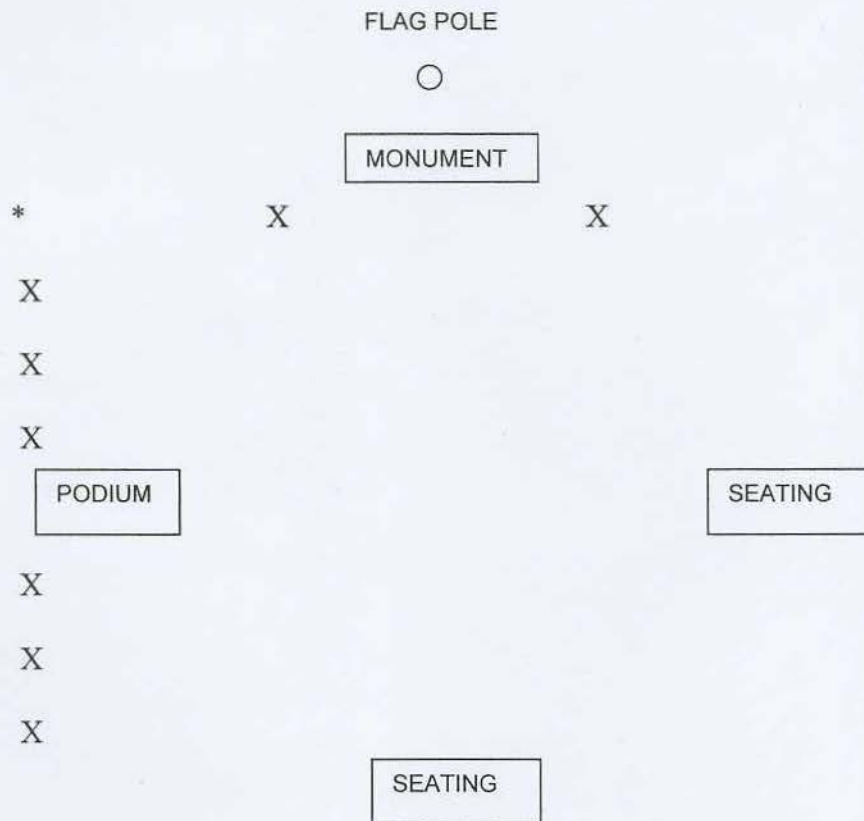 FLAG POLE
MONUMENT
* X X
X
X
X
PODIUM SEATING
X
X
X
SEATING